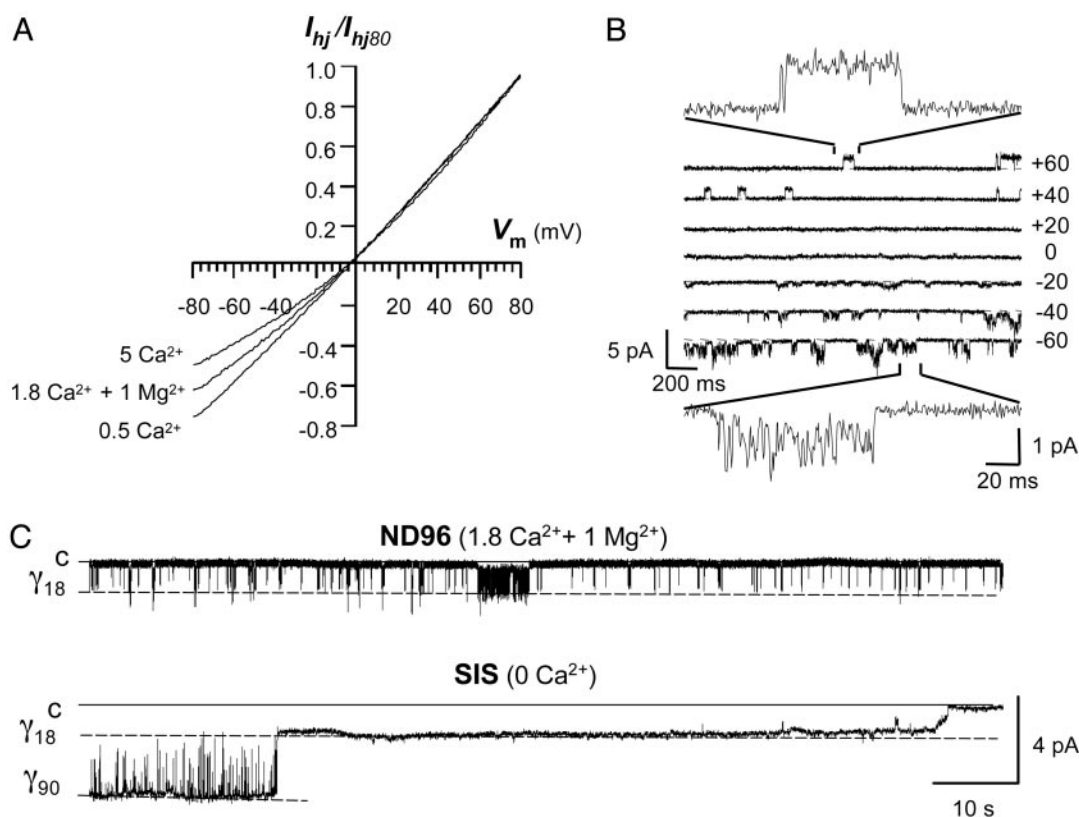 A
I_hj/I_hj80
1.0
0.8
0.6
0.4
0.2
V_m (mV)
-80 -60 -40 20 40 60 80
5 Ca²⁺
1.8 Ca²⁺ + 1 Mg²⁺
0.5 Ca²⁺
-0.4
-0.6
-0.8
B
+60
+40
+20
0
-20
-40
-60
5 pA
200 ms
1 pA
20 ms
C
ND96 (1.8 Ca²⁺+ 1 Mg²⁺)
c
γ18
SIS (0 Ca²⁺)
c
γ18
γ90
4 pA
10 s